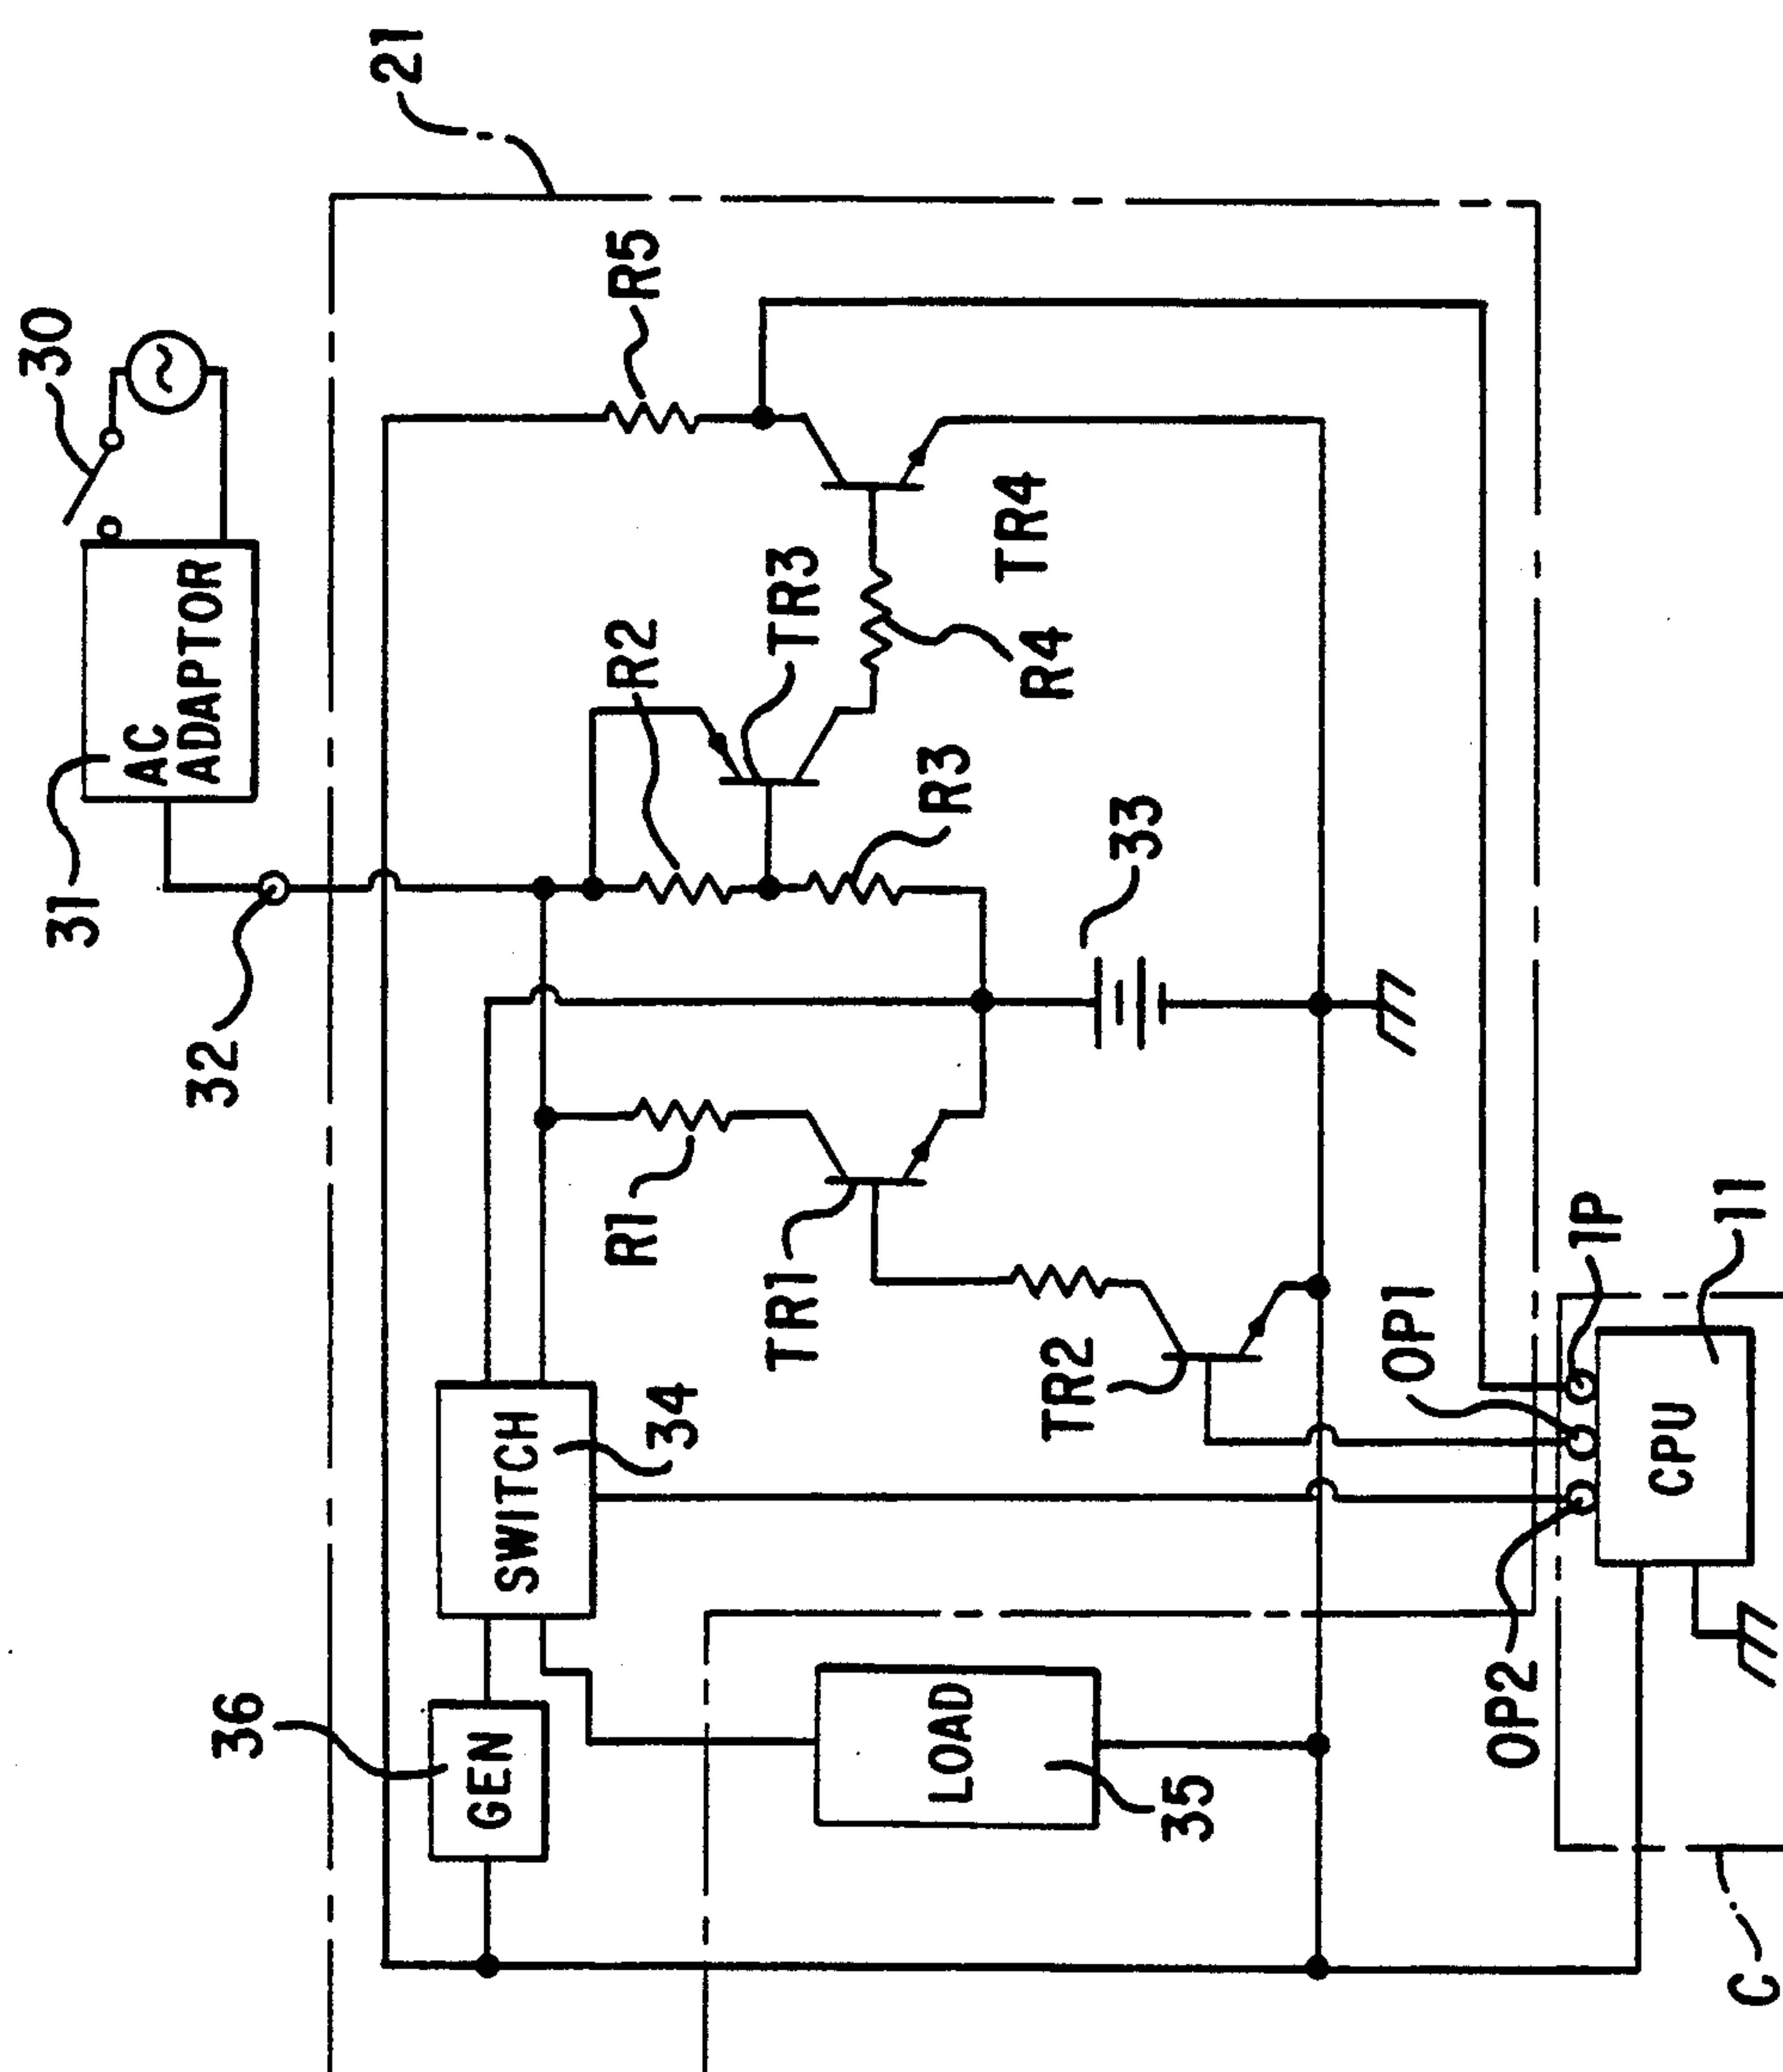 21
30
31
AC
ADAPTOR
32
R5
R2
TR3
TR4
R4
R3
33
R1
TR1
SWITCH
34
TR2
OP1
1P
11
CPU
OP2
36
GEN
LOAD
35
C